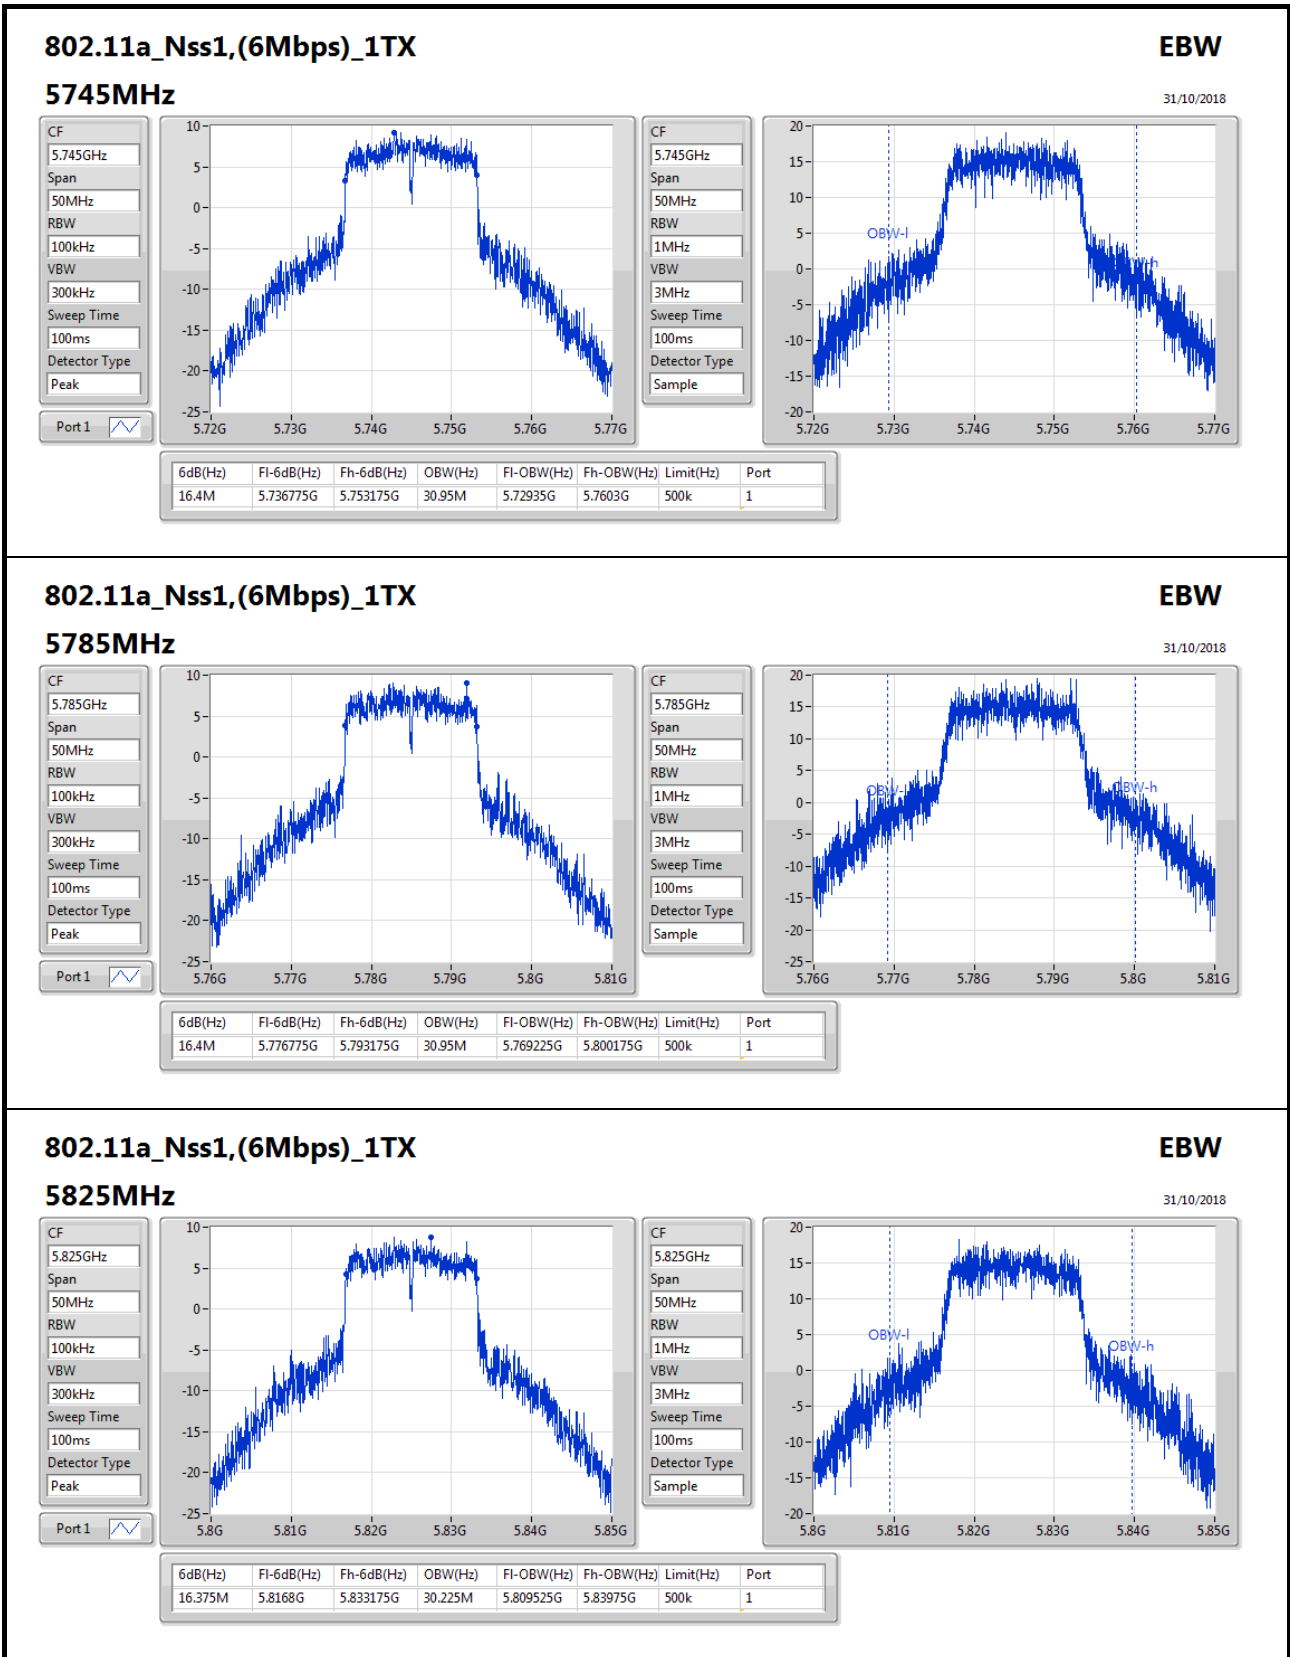 802.11a_Nss1,(6Mbps)_1TX EBW
5745MHz 31/10/2018
CF
5.745GHz
Span
50MHz
RBW
100kHz
VBW
300kHz
Sweep Time
100ms
Detector Type
Peak
Port 1
10
5
0
-5
-10
-15
-20
-25
5.72G 5.73G 5.74G 5.75G 5.76G 5.77G
CF
5.745GHz
Span
50MHz
RBW
1MHz
VBW
3MHz
Sweep Time
100ms
Detector Type
Sample
20
15
10
5
0
-5
-10
-15
-20
OBW-l
5.72G 5.73G 5.74G 5.75G 5.76G 5.77G
6dB(Hz) Fl-6dB(Hz) Fh-6dB(Hz) OBW(Hz) Fl-OBW(Hz) Fh-OBW(Hz) Limit(Hz) Port
16.4M 5.736775G 5.753175G 30.95M 5.72935G 5.7603G 500k 1
802.11a_Nss1,(6Mbps)_1TX EBW
5785MHz 31/10/2018
CF
5.785GHz
Span
50MHz
RBW
100kHz
VBW
300kHz
Sweep Time
100ms
Detector Type
Peak
Port 1
10
5
0
-5
-10
-15
-20
-25
5.76G 5.77G 5.78G 5.79G 5.8G 5.81G
CF
5.785GHz
Span
50MHz
RBW
1MHz
VBW
3MHz
Sweep Time
100ms
Detector Type
Sample
20
15
10
5
0
-5
-10
-15
-20
-25
OBW-l
OBW-h
5.76G 5.77G 5.78G 5.79G 5.8G 5.81G
6dB(Hz) Fl-6dB(Hz) Fh-6dB(Hz) OBW(Hz) Fl-OBW(Hz) Fh-OBW(Hz) Limit(Hz) Port
16.4M 5.776775G 5.793175G 30.95M 5.769225G 5.800175G 500k 1
802.11a_Nss1,(6Mbps)_1TX EBW
5825MHz 31/10/2018
CF
5.825GHz
Span
50MHz
RBW
100kHz
VBW
300kHz
Sweep Time
100ms
Detector Type
Peak
Port 1
10
5
0
-5
-10
-15
-20
-25
5.8G 5.81G 5.82G 5.83G 5.84G 5.85G
CF
5.825GHz
Span
50MHz
RBW
1MHz
VBW
3MHz
Sweep Time
100ms
Detector Type
Sample
20
15
10
5
0
-5
-10
-15
-20
OBW-l
OBW-h
5.8G 5.81G 5.82G 5.83G 5.84G 5.85G
6dB(Hz) Fl-6dB(Hz) Fh-6dB(Hz) OBW(Hz) Fl-OBW(Hz) Fh-OBW(Hz) Limit(Hz) Port
16.375M 5.8168G 5.833175G 30.225M 5.809525G 5.83975G 500k 1